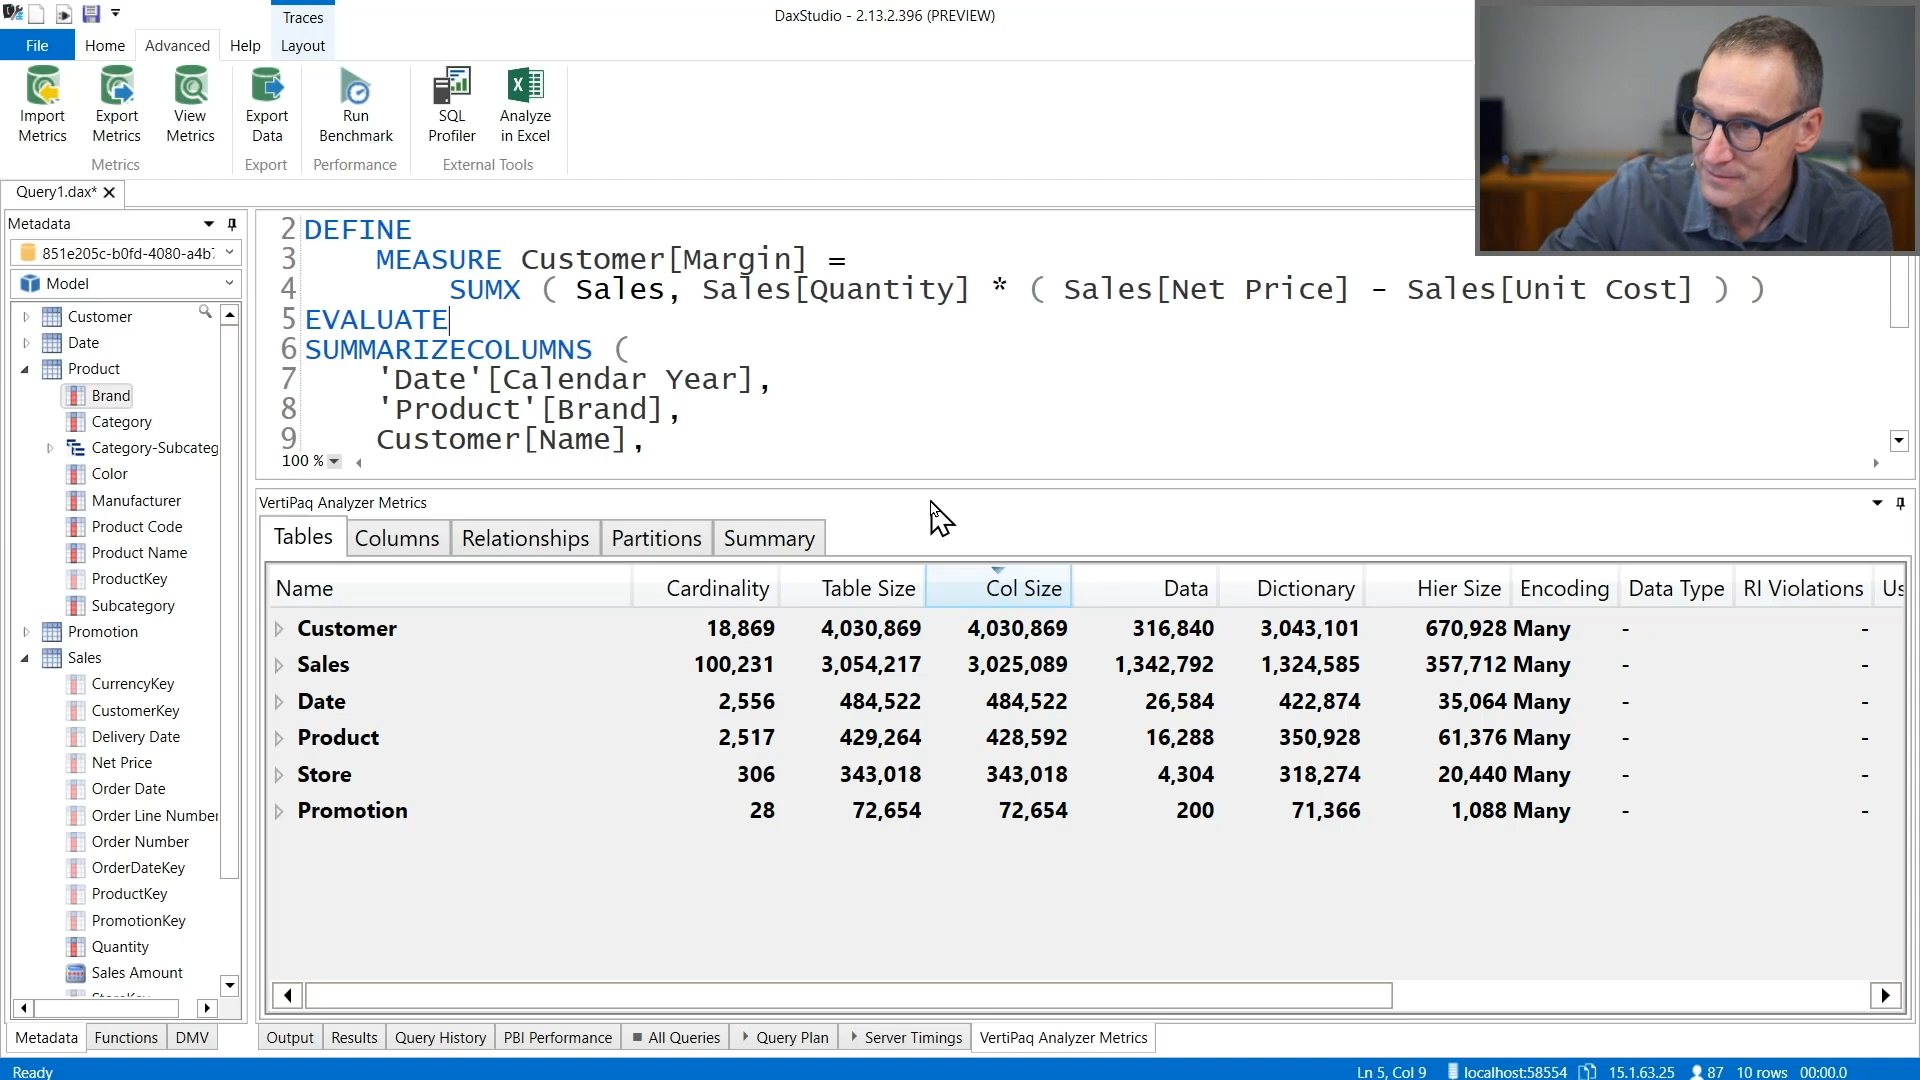 Traces
DaxStudio - 2.13.2.396 (PREVIEW)
File
Home
Advanced
Help
Layout
Import Metrics
Export Metrics
View Metrics
Export Data
Run Benchmark
SQL Profiler
Analyze in Excel
Metrics
Export
Performance
External Tools
Query1.dax*
Metadata
851e205c-b0fd-4080-a4b7
Model
Customer
Date
Product
Brand
Category
Category-Subcateg
Color
Manufacturer
Product Code
Product Name
ProductKey
Subcategory
Promotion
Sales
CurrencyKey
CustomerKey
Delivery Date
Net Price
Order Date
Order Line Number
Order Number
OrderDateKey
ProductKey
PromotionKey
Quantity
Sales Amount
2 DEFINE
3 MEASURE Customer[Margin] =
4 SUMX ( Sales, Sales[Quantity] * ( Sales[Net Price] - Sales[Unit Cost] ) )
5 EVALUATE
6 SUMMARIZECOLUMNS (
7 'Date'[Calendar Year],
8 'Product'[Brand],
9 Customer[Name],
100 %
VertiPaq Analyzer Metrics
Tables Columns Relationships Partitions Summary
Name Cardinality Table Size Col Size Data Dictionary Hier Size Encoding Data Type RI Violations Us
Customer 18,869 4,030,869 4,030,869 316,840 3,043,101 670,928 Many - -
Sales 100,231 3,054,217 3,025,089 1,342,792 1,324,585 357,712 Many - -
Date 2,556 484,522 484,522 26,584 422,874 35,064 Many - -
Product 2,517 429,264 428,592 16,288 350,928 61,376 Many - -
Store 306 343,018 343,018 4,304 318,274 20,440 Many - -
Promotion 28 72,654 72,654 200 71,366 1,088 Many - -
Metadata Functions DMV
Output Results Query History PBI Performance All Queries Query Plan Server Timings VertiPaq Analyzer Metrics
Ready
Ln 5, Col 9 localhost:58554 15.1.63.25 87 10 rows 00:00.0